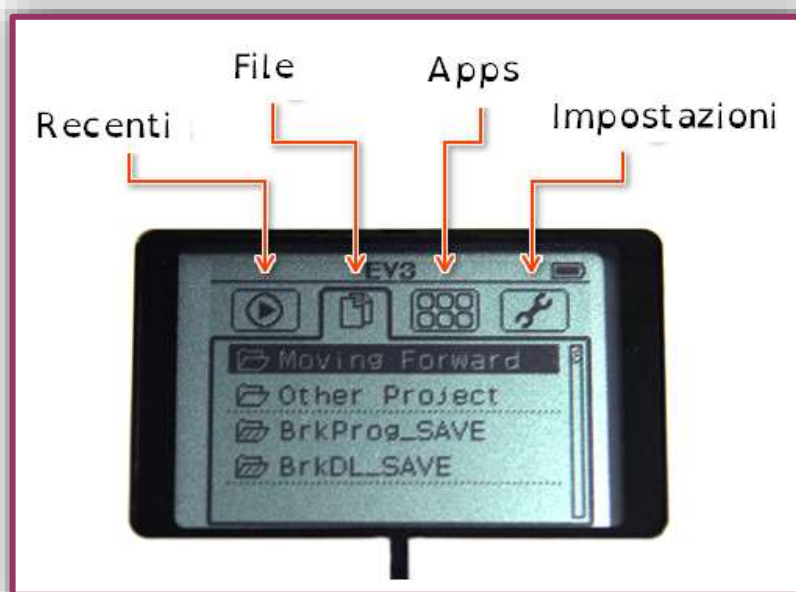 File
Apps
Recenti
Impostazioni
EV3
Moving Forward
Other Project
BrkProg_SAVE
BrkDL_SAVE